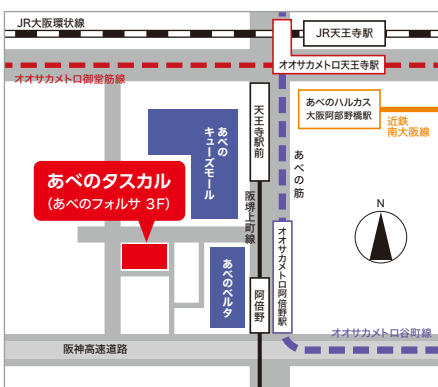 JR大阪環状線
JR天王寺駅
オオサカメトロ天王寺駅
オオサカメトロ御堂筋線
あべのハルカス
大阪阿部野橋駅
近鉄
南大阪線
天王寺駅前
あべの
キューズモール
あべの筋
あべのタスカル
(あべのフォルサ 3F)
阪堺上町線
N
オオサカメトロ阿倍野駅
あべのベルタ
阿倍野
オオサカメトロ谷町線
阪神高速道路